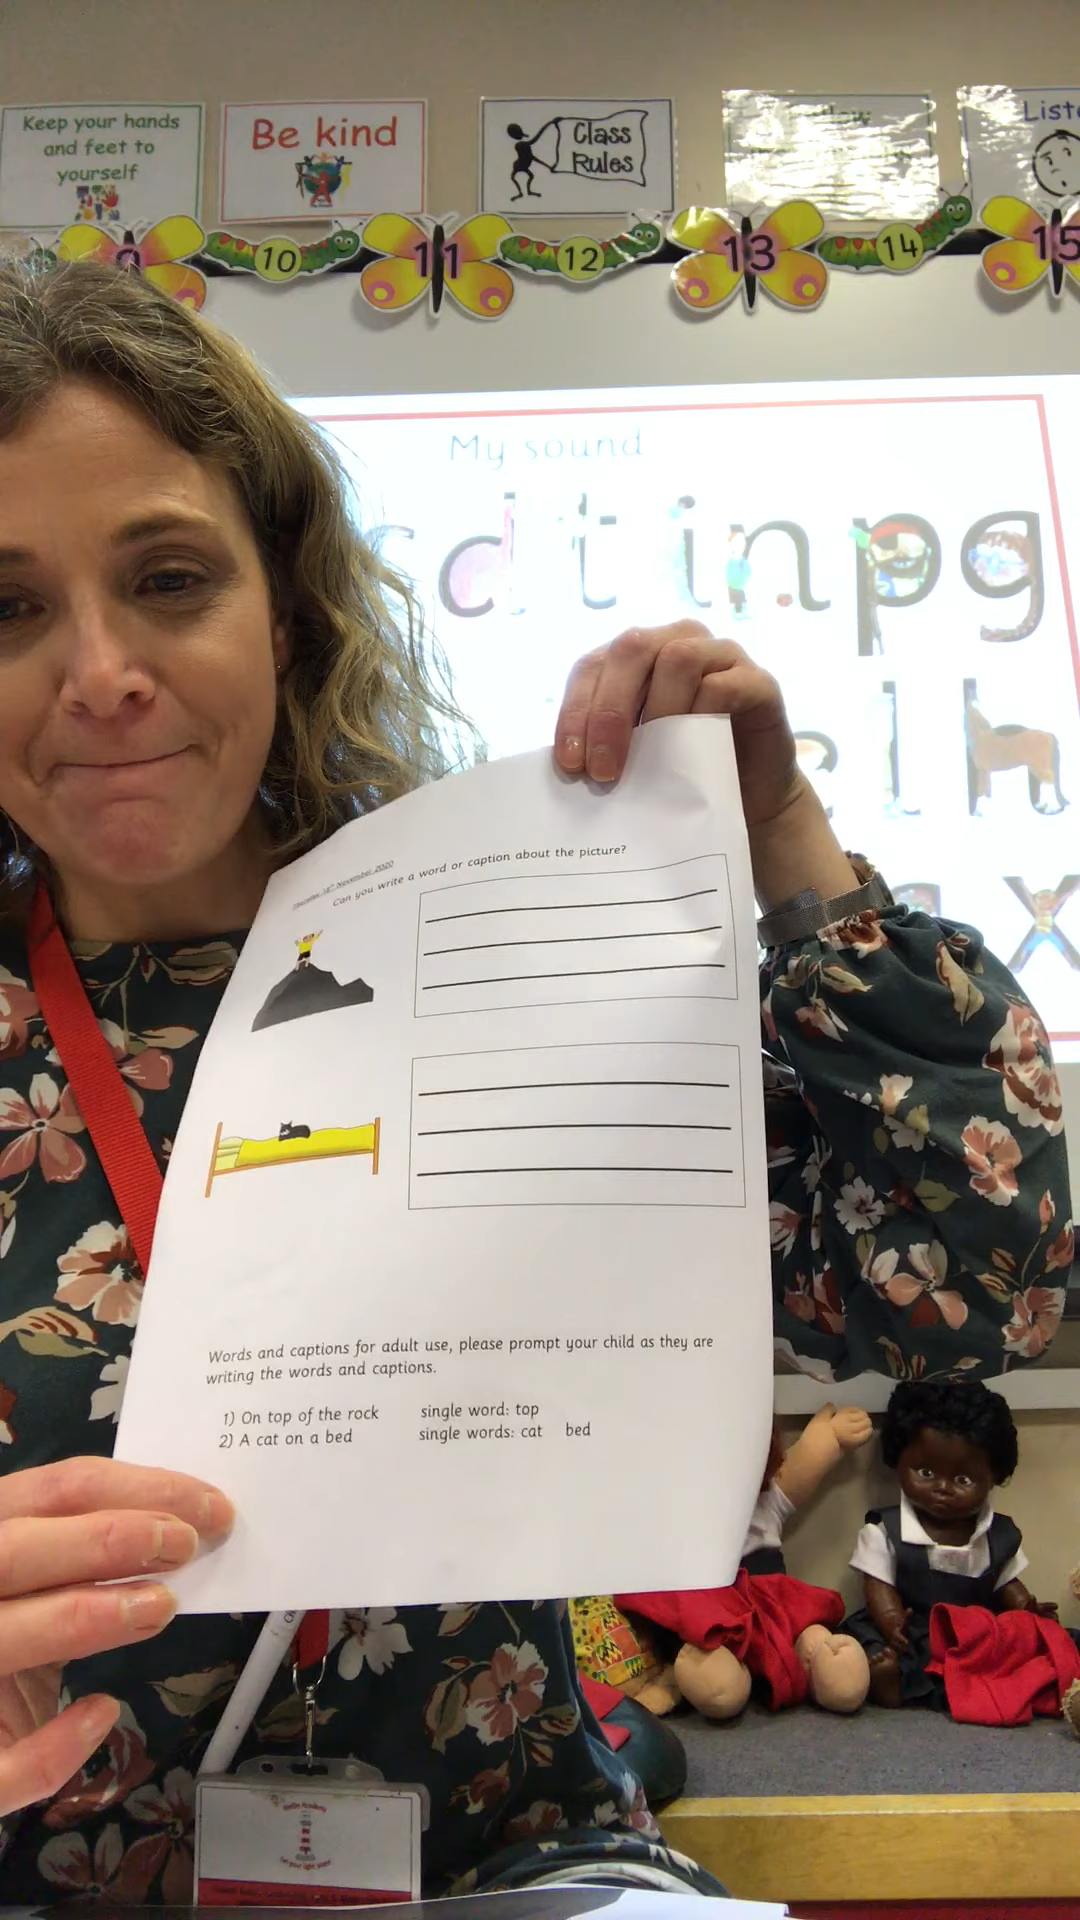 Keep your hands
and feet to
yourself
Be kind
Class
Rules
10
11
12
13
14
15
My sound
d t i n p g
l h
x
November 2020
Can you write a word or caption about the picture?
Words and captions for adult use, please prompt your child as they are
writing the words and captions.
1) On top of the rock single word: top
2) A cat on a bed single words: cat bed